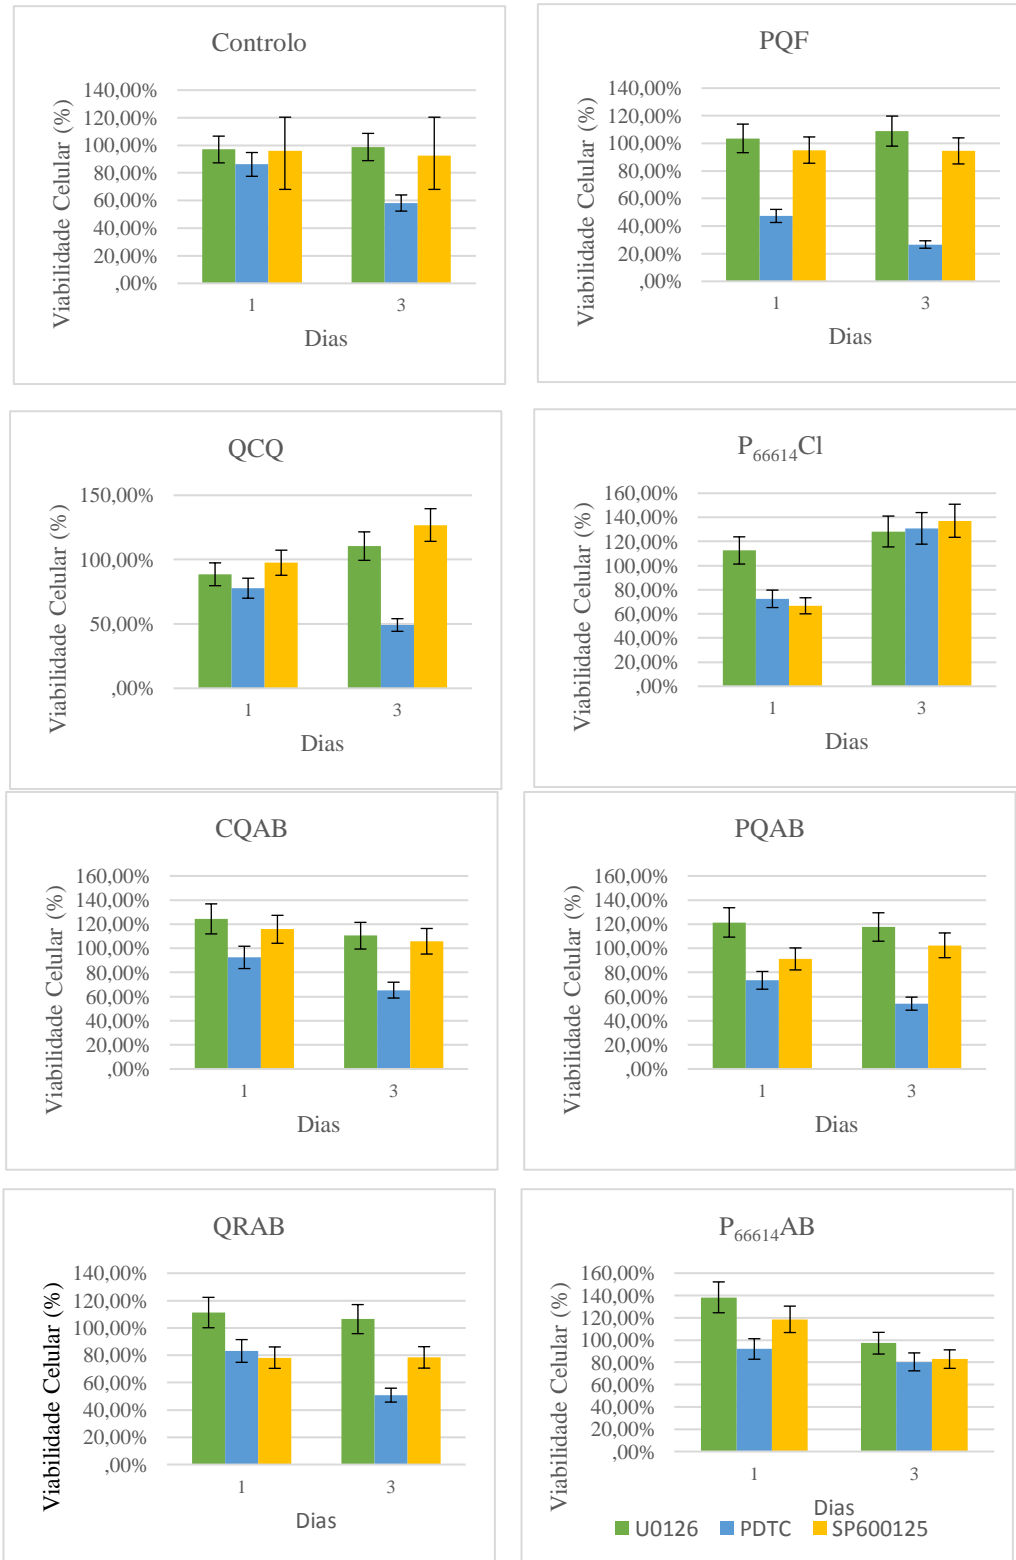 Controlo
Viabilidade Celular (%)
140,00%
120,00%
100,00%
80,00%
60,00%
40,00%
20,00%
,00%
1 3
Dias
PQF
Viabilidade Celular (%)
140,00%
120,00%
100,00%
80,00%
60,00%
40,00%
20,00%
,00%
1 3
Dias
QCQ
Viabilidade Celular (%)
150,00%
100,00%
50,00%
,00%
1 3
Dias
P66614Cl
Viabilidade Celular (%)
160,00%
140,00%
120,00%
100,00%
80,00%
60,00%
40,00%
20,00%
,00%
1 3
Dias
CQAB
Viabilidade Celular (%)
160,00%
140,00%
120,00%
100,00%
80,00%
60,00%
40,00%
20,00%
,00%
1 3
Dias
PQAB
Viabilidade Celular (%)
160,00%
140,00%
120,00%
100,00%
80,00%
60,00%
40,00%
20,00%
,00%
1 3
Dias
QRAB
Viabilidade Celular (%)
140,00%
120,00%
100,00%
80,00%
60,00%
40,00%
20,00%
,00%
1 3
Dias
P66614AB
Viabilidade Celular (%)
160,00%
140,00%
120,00%
100,00%
80,00%
60,00%
40,00%
20,00%
,00%
1 3
Dias
U0126 PDTC SP600125